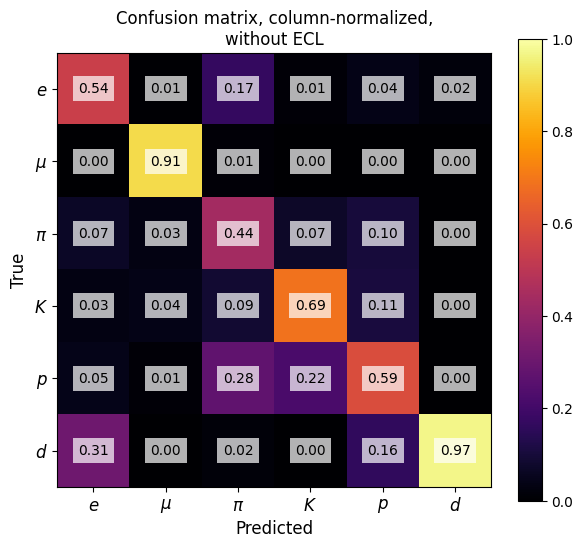 Confusion matrix, column-normalized,
without ECL
1.0
e 0.54 0.01 0.17 0.01 0.04 0.02
μ 0.00 0.91 0.01 0.00 0.00 0.00
0.8
π 0.07 0.03 0.44 0.07 0.10 0.00
0.6
True
K 0.03 0.04 0.09 0.69 0.11 0.00
0.4
p 0.05 0.01 0.28 0.22 0.59 0.00
0.2
d 0.31 0.00 0.02 0.00 0.16 0.97
0.0
e μ π K p d
Predicted